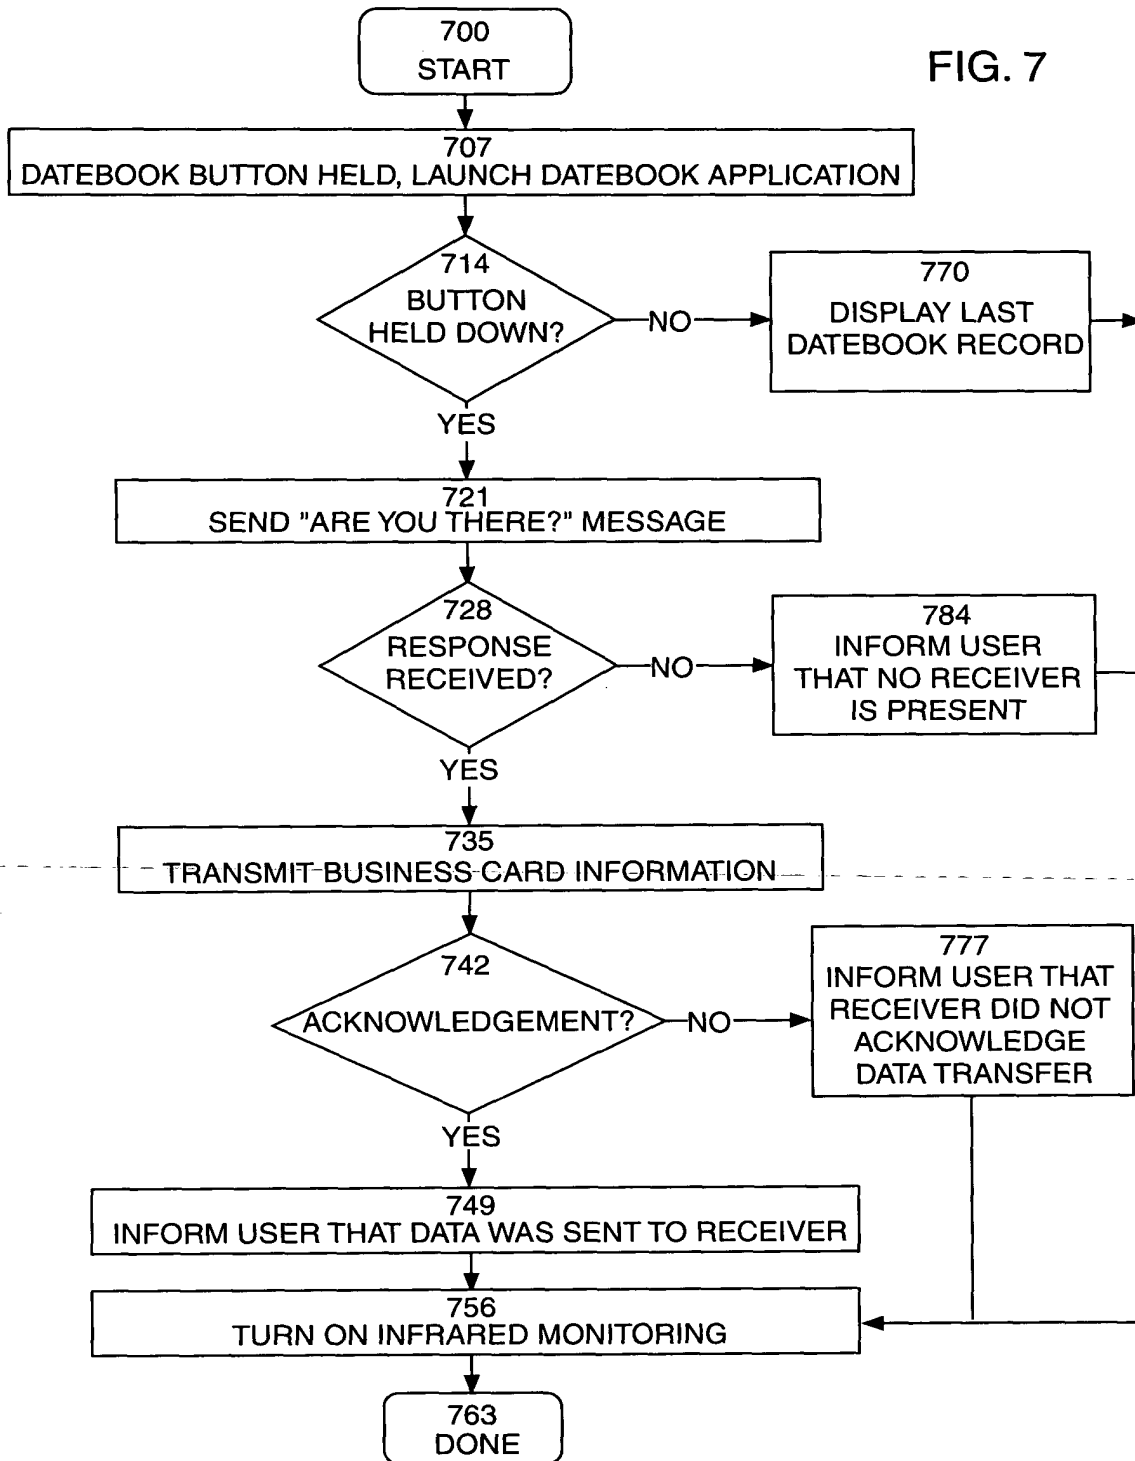 700
START
FIG. 7
707
DATEBOOK BUTTON HELD, LAUNCH DATEBOOK APPLICATION
714
BUTTON
HELD DOWN?
NO
770
DISPLAY LAST
DATEBOOK RECORD
YES
721
SEND "ARE YOU THERE?" MESSAGE
728
RESPONSE
RECEIVED?
NO
784
INFORM USER
THAT NO RECEIVER
IS PRESENT
YES
735
TRANSMIT BUSINESS CARD INFORMATION
742
ACKNOWLEDGEMENT?
NO
777
INFORM USER THAT
RECEIVER DID NOT
ACKNOWLEDGE
DATA TRANSFER
YES
749
INFORM USER THAT DATA WAS SENT TO RECEIVER
756
TURN ON INFRARED MONITORING
763
DONE